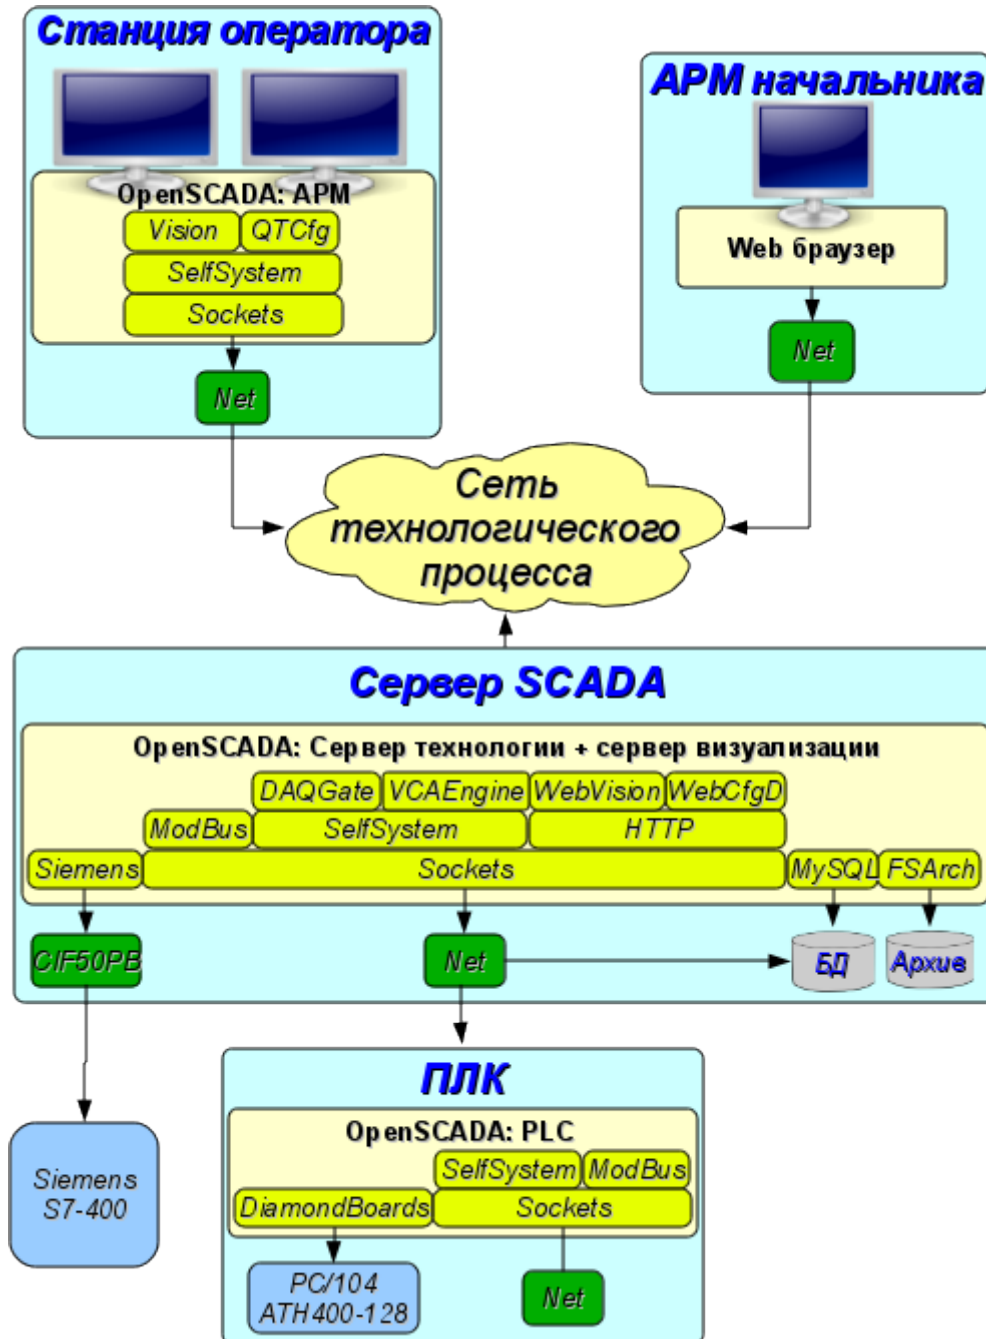 Станция оператора
OpenSCADA: АРМ
Vision
QTCfg
SelfSystem
Sockets
Net
АРМ начальника
Web браузер
Net
Сеть
технологического
процесса
Сервер SCADA
OpenSCADA: Сервер технологии + сервер визуализации
DAQGate
VCAEngine
WebVision
WebCfgD
ModBus
SelfSystem
HTTP
Siemens
Sockets
MySQL
FSArch
CIF50PB
Net
БД
Архив
ПЛК
OpenSCADA: PLC
SelfSystem
ModBus
DiamondBoards
Sockets
PC/104
ATH400-128
Net
Siemens
S7-400